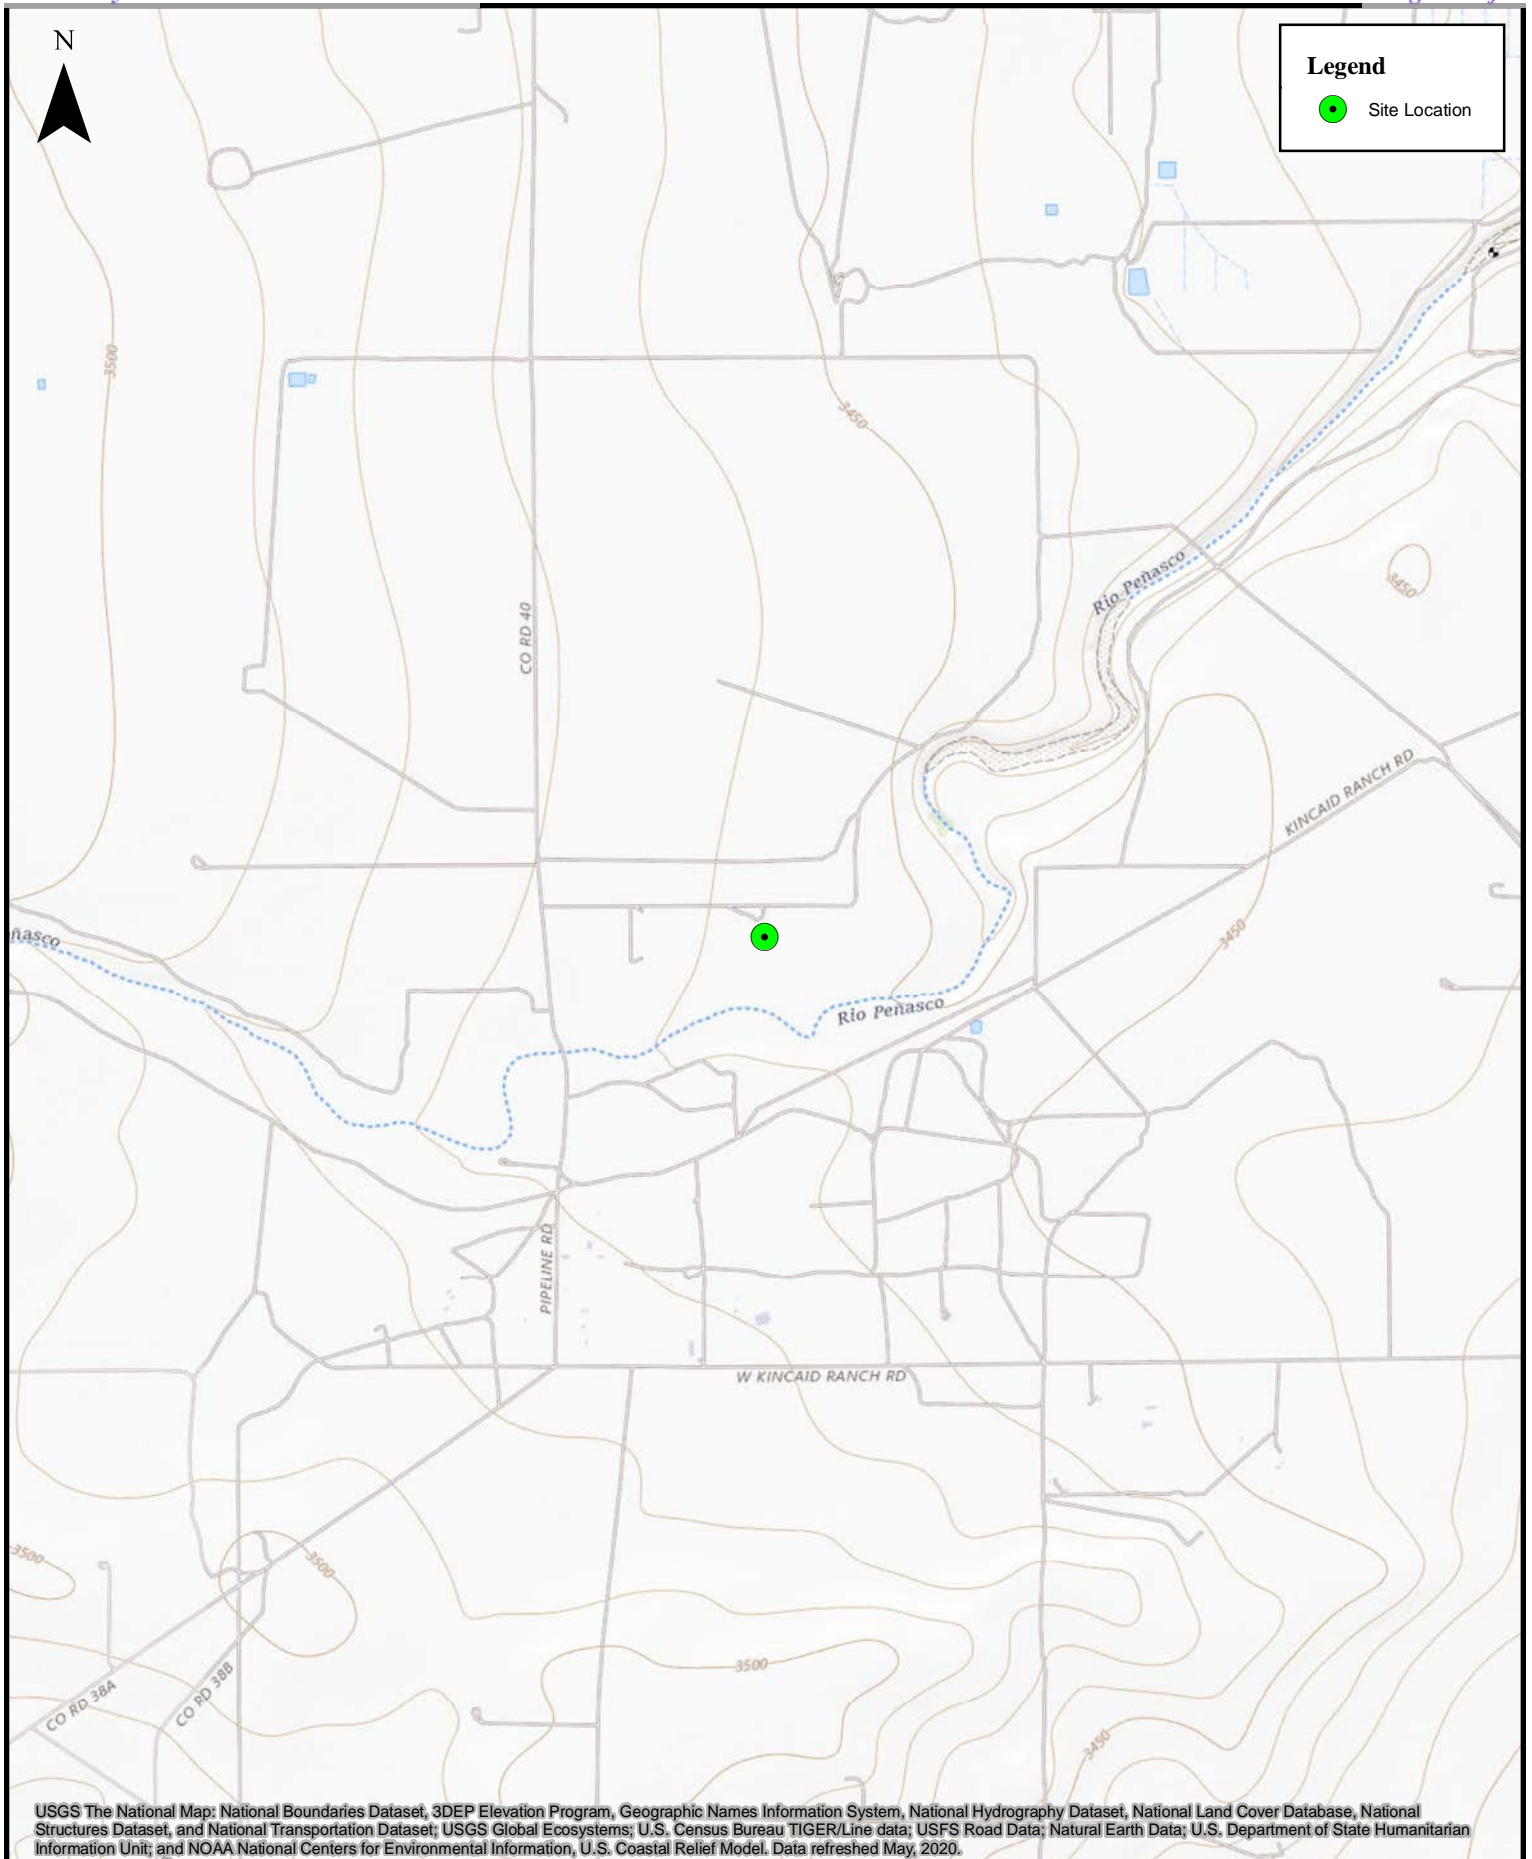 N
Legend
Site Location
3500
3450
CO RD 40
Rio Peñasco
3450
KINCAID RANCH RD
3450
ñasco
Rio Peñasco
PIPELINE RD
W KINCAID RANCH RD
3500
3500
3500
CO RD 38A
CO RD 38B
3450
USGS The National Map: National Boundaries Dataset, 3DEP Elevation Program, Geographic Names Information System, National Hydrography Dataset, National Land Cover Database, National
Structures Dataset, and National Transportation Dataset; USGS Global Ecosystems; U.S. Census Bureau TIGER/Line data; USFS Road Data; Natural Earth Data; U.S. Department of State Humanitarian
Information Unit; and NOAA National Centers for Environmental Information, U.S. Coastal Relief Model. Data refreshed May, 2020.